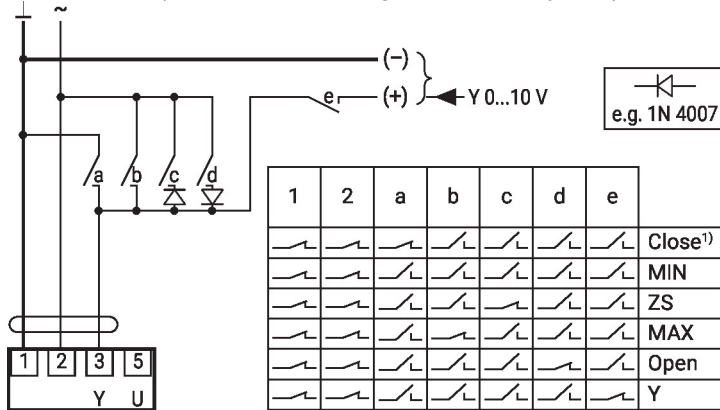 ~
(–)
e (+) Y 0...10 V
e.g. 1N 4007
a b c d
1 2 a b c d e
Close1)
MIN
ZS
MAX
Open
Y
1 2 3 5
Y U